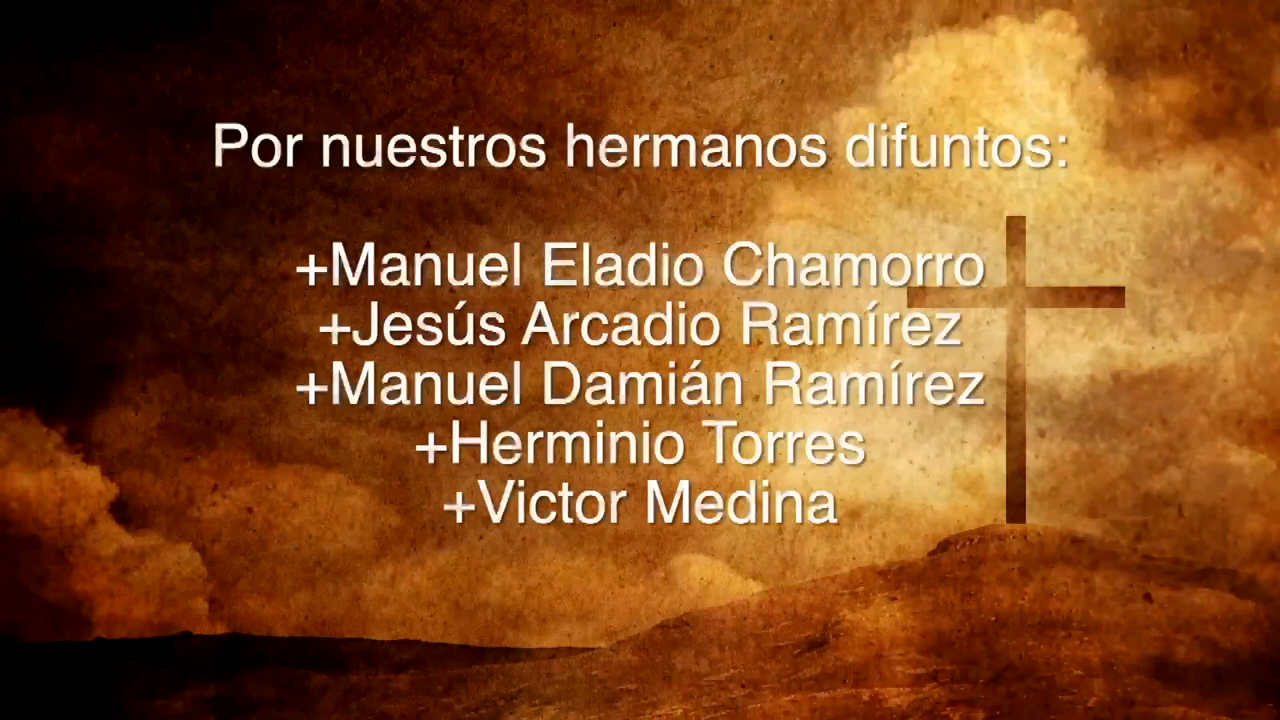 Por nuestros hermanos difuntos:
+Manuel Eladio Chamorro
+Jesús Arcadio Ramírez
+Manuel Damián Ramírez
+Herminio Torres
+Victor Medina